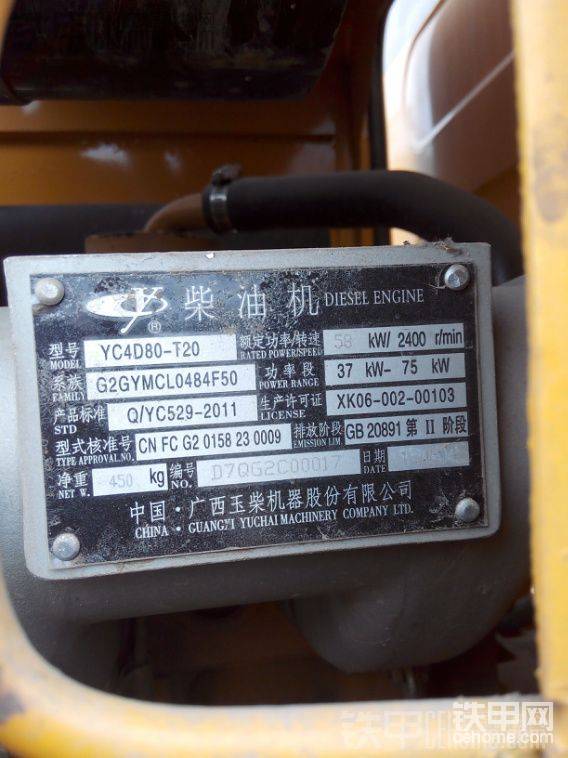 柴油机 DIESEL ENGINE
型号 MODEL YC4D80-T20 额定功率/转速 RATED POWER/SPEED 58 kW/ 2400 r/min
系族 FAMILY G2GYMCL0484F50 功率段 POWER 37 kW- 75 kW
产品标准 STD Q/YC529-2011 生产许可证 LICENSE XK06-002-00103
型式核准号 TYPE APPROVAL.NO. CN FC G2 0158 23 0009 排放阶段 EMISSION LIM. GB 20891 第 II 阶段
净重 NET W. 450 kg 编号 NO. D7QG2C00017 日期 DATE
中国·广西玉柴机器股份有限公司
CHINA· GUANGXI YUCHAI MACHINERY COMPANY LTD.
铁甲网
cehome.com